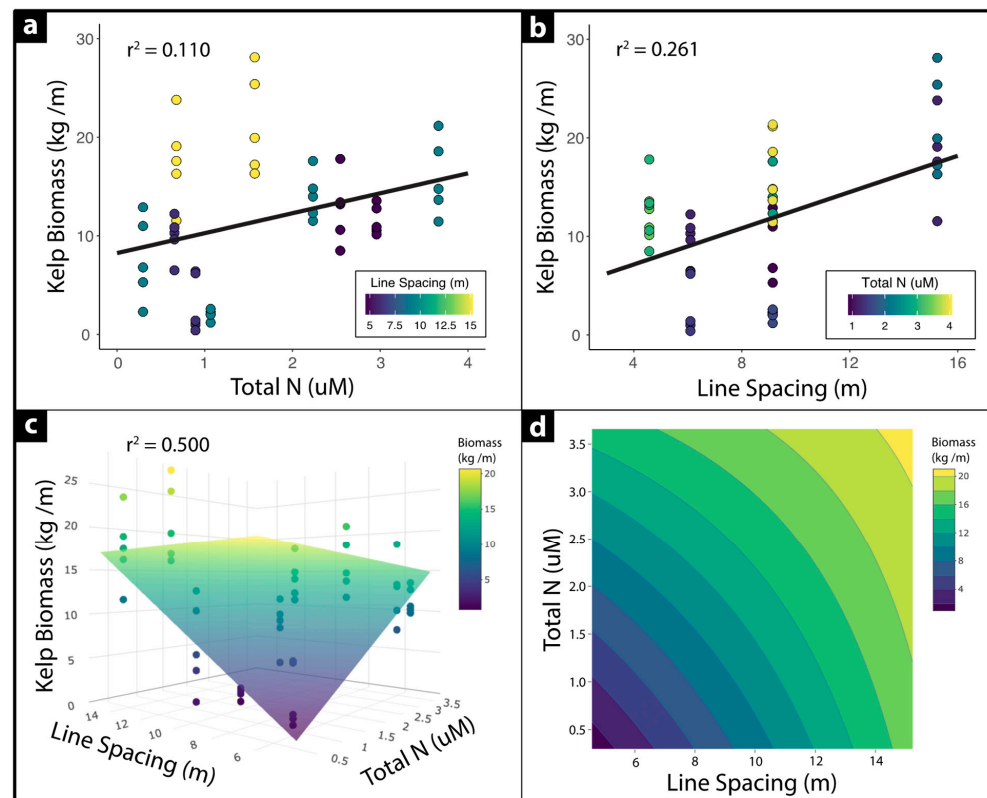 a
r² = 0.110
Kelp Biomass (kg /m)
30
20
10
0
0 1 2 3 4
Total N (uM)
Line Spacing (m)
5 7.5 10 12.5 15
b
r² = 0.261
Kelp Biomass (kg /m)
30
20
10
0
4 8 12 16
Line Spacing (m)
Total N (uM)
1 2 3 4
c
r² = 0.500
Kelp Biomass (kg /m)
25
20
15
10
5
0
14 12 10 8 6
Line Spacing (m)
0.5 1 1.5 2 2.5 3 3.5
Total N (uM)
Biomass
(kg /m)
20
15
10
5
d
Total N (uM)
3.5
3.0
2.5
2.0
1.5
1.0
0.5
6 8 10 12 14
Line Spacing (m)
Biomass
(kg /m)
20
16
12
8
4